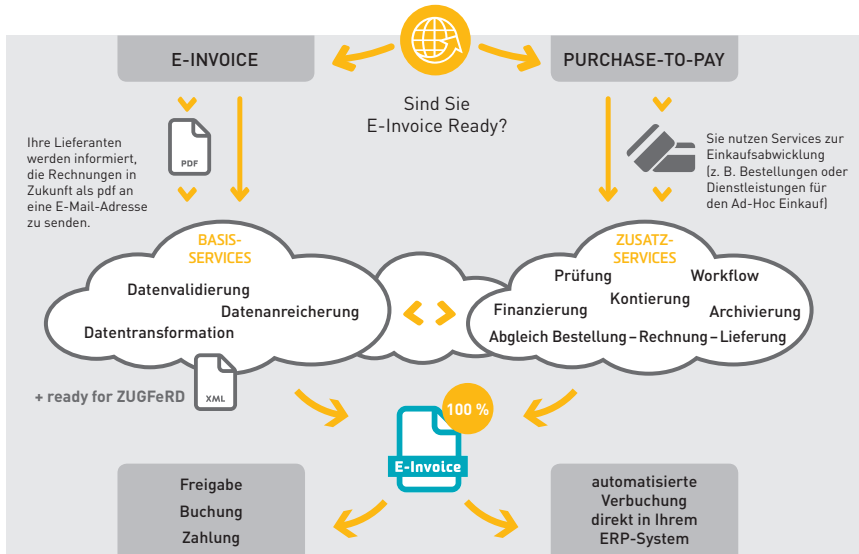 E-INVOICE
PURCHASE-TO-PAY
Sind Sie
E-Invoice Ready?
Ihre Lieferanten
werden informiert,
die Rechnungen in
Zukunft als pdf an
eine E-Mail-Adresse
zu senden.
PDF
Sie nutzen Services zur
Einkaufsabwicklung
(z. B. Bestellungen oder
Dienstleistungen für
den Ad-Hoc Einkauf)
BASIS-
SERVICES
Datenvalidierung
Datenanreicherung
Datentransformation
ZUSATZ-
SERVICES
Prüfung
Workflow
Kontierung
Finanzierung
Archivierung
Abgleich Bestellung – Rechnung – Lieferung
+ ready for ZUGFeRD
XML
100 %
E-Invoice
Freigabe
Buchung
Zahlung
automatisierte
Verbuchung
direkt in Ihrem
ERP-System